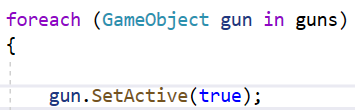 foreach (GameObject gun in guns)
{
gun.SetActive(true);